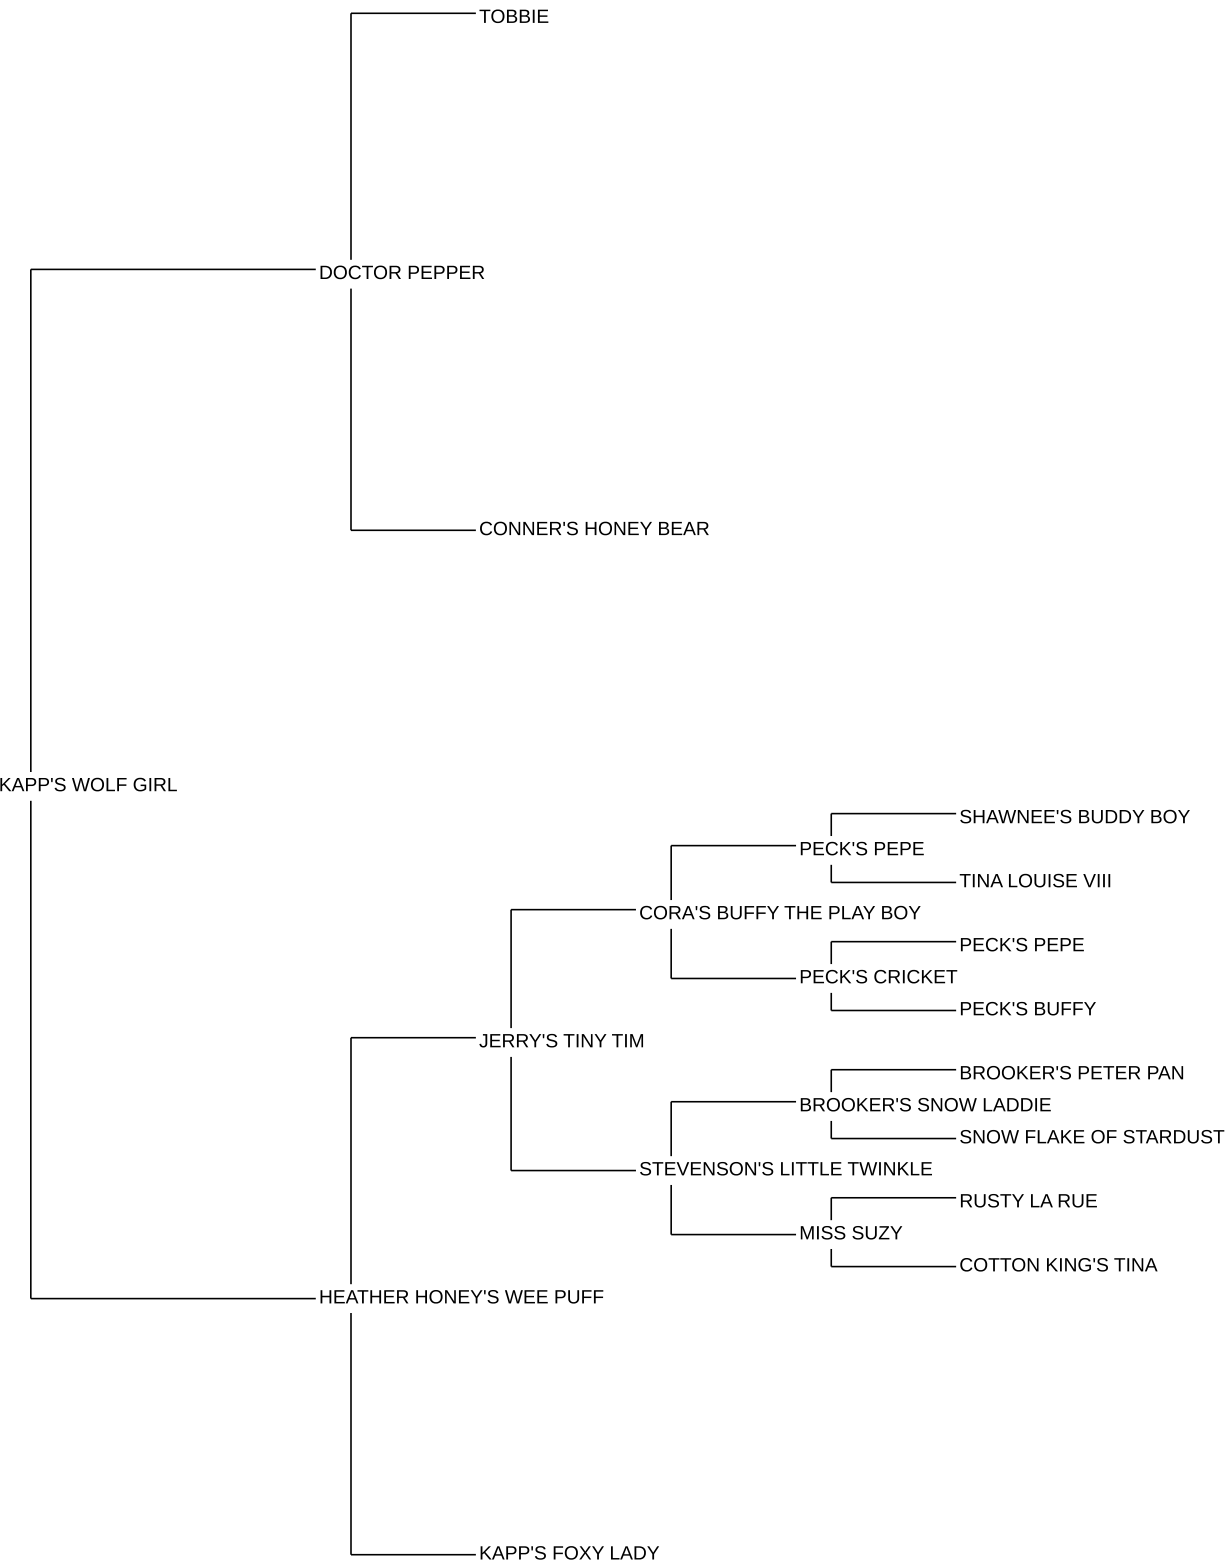 TOBBIE
DOCTOR PEPPER
CONNER'S HONEY BEAR
KAPP'S WOLF GIRL
SHAWNEE'S BUDDY BOY
PECK'S PEPE
TINA LOUISE VIII
CORA'S BUFFY THE PLAY BOY
PECK'S PEPE
PECK'S CRICKET
PECK'S BUFFY
JERRY'S TINY TIM
BROOKER'S PETER PAN
BROOKER'S SNOW LADDIE
SNOW FLAKE OF STARDUST
STEVENSON'S LITTLE TWINKLE
RUSTY LA RUE
MISS SUZY
COTTON KING'S TINA
HEATHER HONEY'S WEE PUFF
KAPP'S FOXY LADY